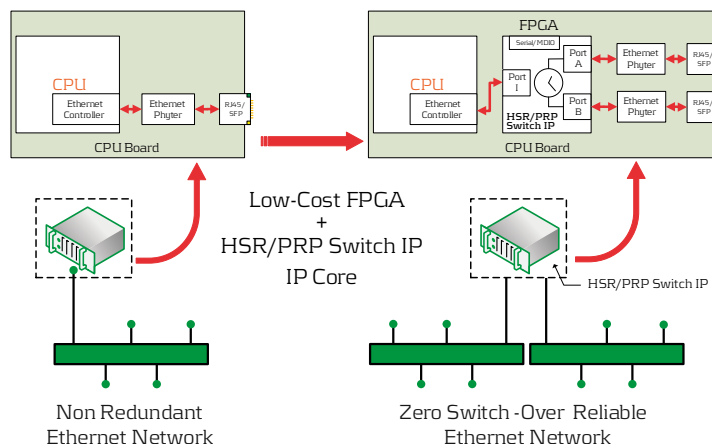 CPU
Ethernet
Controller
Ethernet
Phyter
RJ45/
SFP
CPU Board
FPGA
Serial/MDIO
CPU
Ethernet
Controller
Port
I
Port
A
Port
B
HSR/PRP
Switch IP
Ethernet
Phyter
RJ45/
SFP
Ethernet
Phyter
RJ45/
SFP
CPU Board
Low-Cost FPGA
+
HSR/PRP Switch IP
IP Core
HSR/PRP Switch IP
Non Redundant
Ethernet Network
Zero Switch -Over Reliable
Ethernet Network